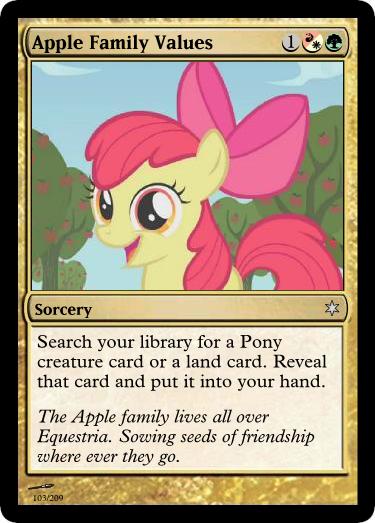 Apple Family Values 1
Sorcery
Search your library for a Pony
creature card or a land card. Reveal
that card and put it into your hand.
The Apple family lives all over
Equestria. Sowing seeds of friendship
where ever they go.
103/209